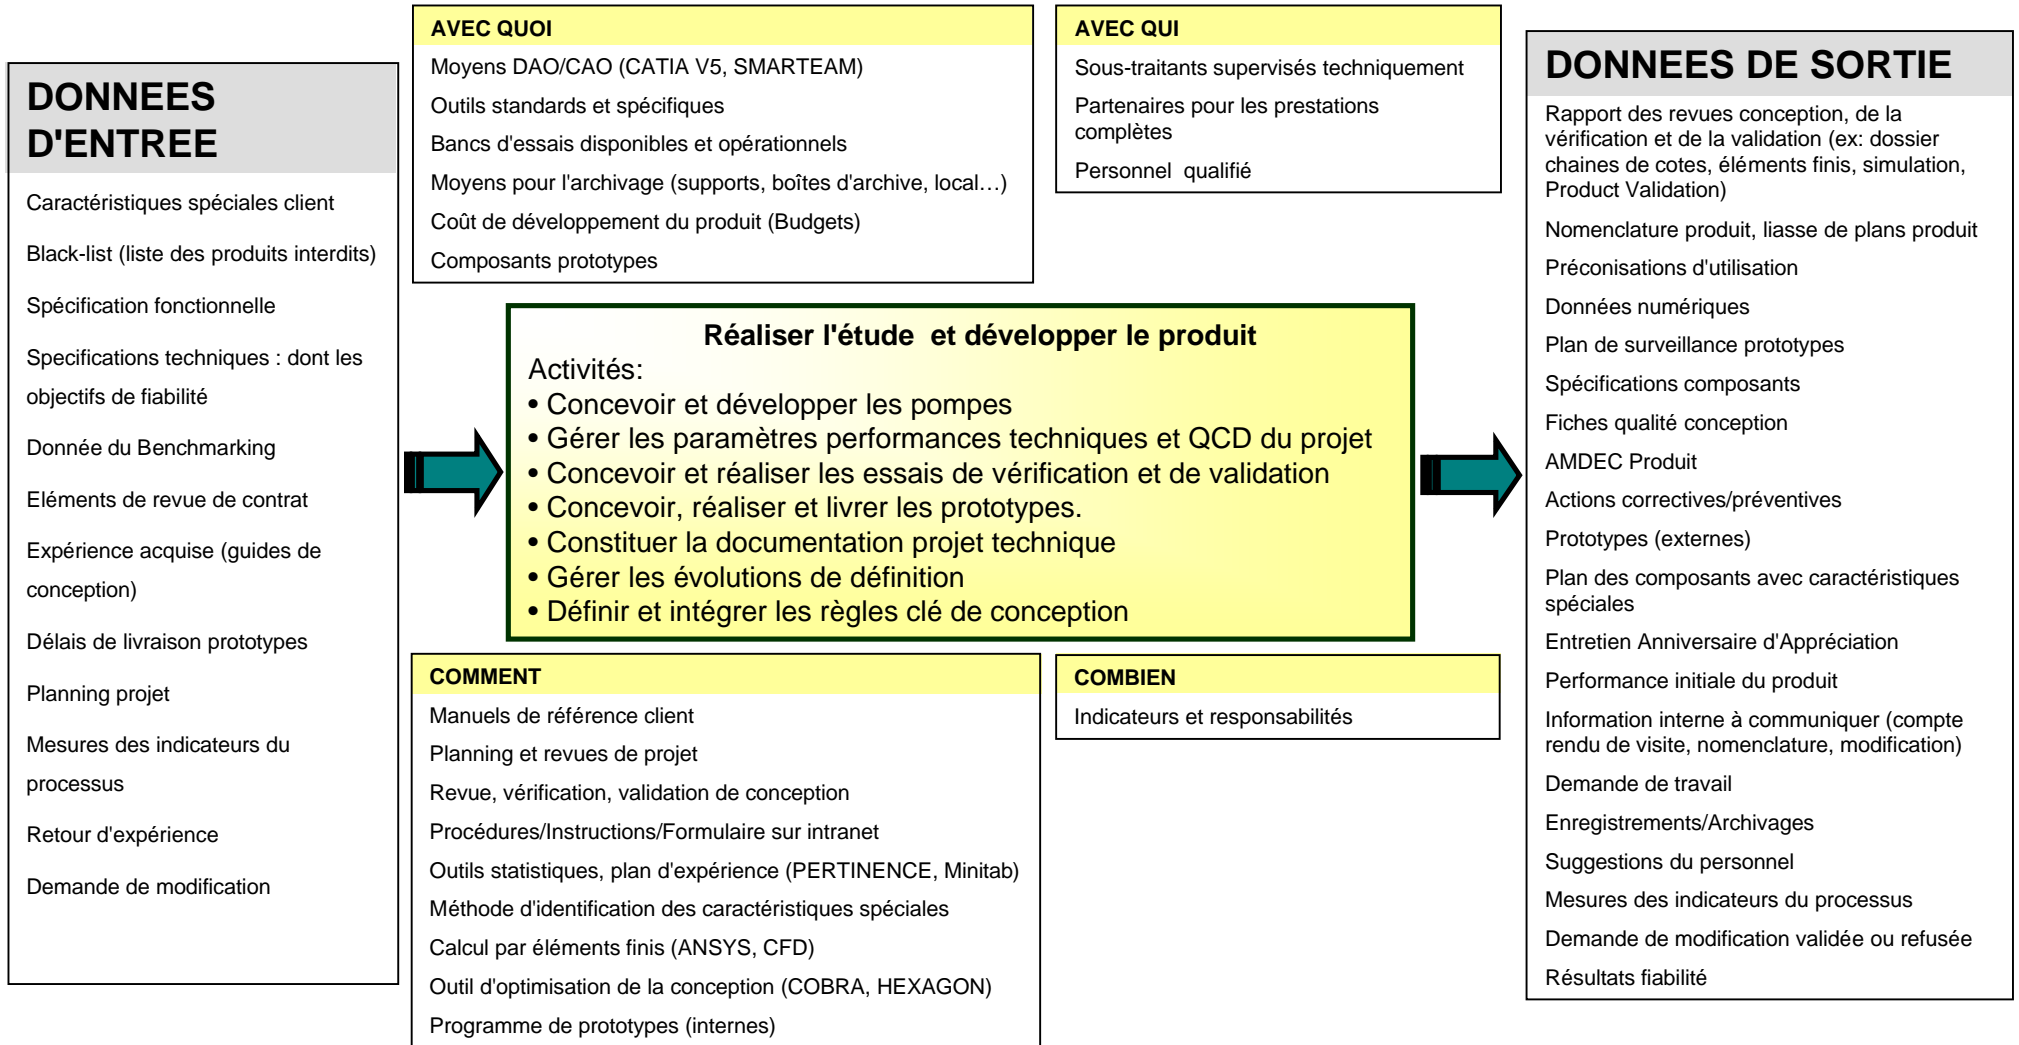 DONNEES
D'ENTREE
Caractéristiques spéciales client
Black-list (liste des produits interdits)
Spécification fonctionnelle
Specifications techniques : dont les
objectifs de fiabilité
Donnée du Benchmarking
Eléments de revue de contrat
Expérience acquise (guides de
conception)
Délais de livraison prototypes
Planning projet
Mesures des indicateurs du
processus
Retour d'expérience
Demande de modification
AVEC QUOI
Moyens DAO/CAO (CATIA V5, SMARTEAM)
Outils standards et spécifiques
Bancs d'essais disponibles et opérationnels
Moyens pour l'archivage (supports, boîtes d'archive, local…)
Coût de développement du produit (Budgets)
Composants prototypes
AVEC QUI
Sous-traitants supervisés techniquement
Partenaires pour les prestations
complètes
Personnel  qualifié
Réaliser l'étude  et développer le produit
Activités:
• Concevoir et développer les pompes
• Gérer les paramètres performances techniques et QCD du projet
• Concevoir et réaliser les essais de vérification et de validation
• Concevoir, réaliser et livrer les prototypes.
• Constituer la documentation projet technique
• Gérer les évolutions de définition
• Définir et intégrer les règles clé de conception
COMMENT
Manuels de référence client
Planning et revues de projet
Revue, vérification, validation de conception
Procédures/Instructions/Formulaire sur intranet
Outils statistiques, plan d'expérience (PERTINENCE, Minitab)
Méthode d'identification des caractéristiques spéciales
Calcul par éléments finis (ANSYS, CFD)
Outil d'optimisation de la conception (COBRA, HEXAGON)
Programme de prototypes (internes)
COMBIEN
Indicateurs et responsabilités
DONNEES DE SORTIE
Rapport des revues conception, de la
vérification et de la validation (ex: dossier
chaines de cotes, éléments finis, simulation,
Product Validation)
Nomenclature produit, liasse de plans produit
Préconisations d'utilisation
Données numériques
Plan de surveillance prototypes
Spécifications composants
Fiches qualité conception
AMDEC Produit
Actions correctives/préventives
Prototypes (externes)
Plan des composants avec caractéristiques
spéciales
Entretien Anniversaire d'Appréciation
Performance initiale du produit
Information interne à communiquer (compte
rendu de visite, nomenclature, modification)
Demande de travail
Enregistrements/Archivages
Suggestions du personnel
Mesures des indicateurs du processus
Demande de modification validée ou refusée
Résultats fiabilité